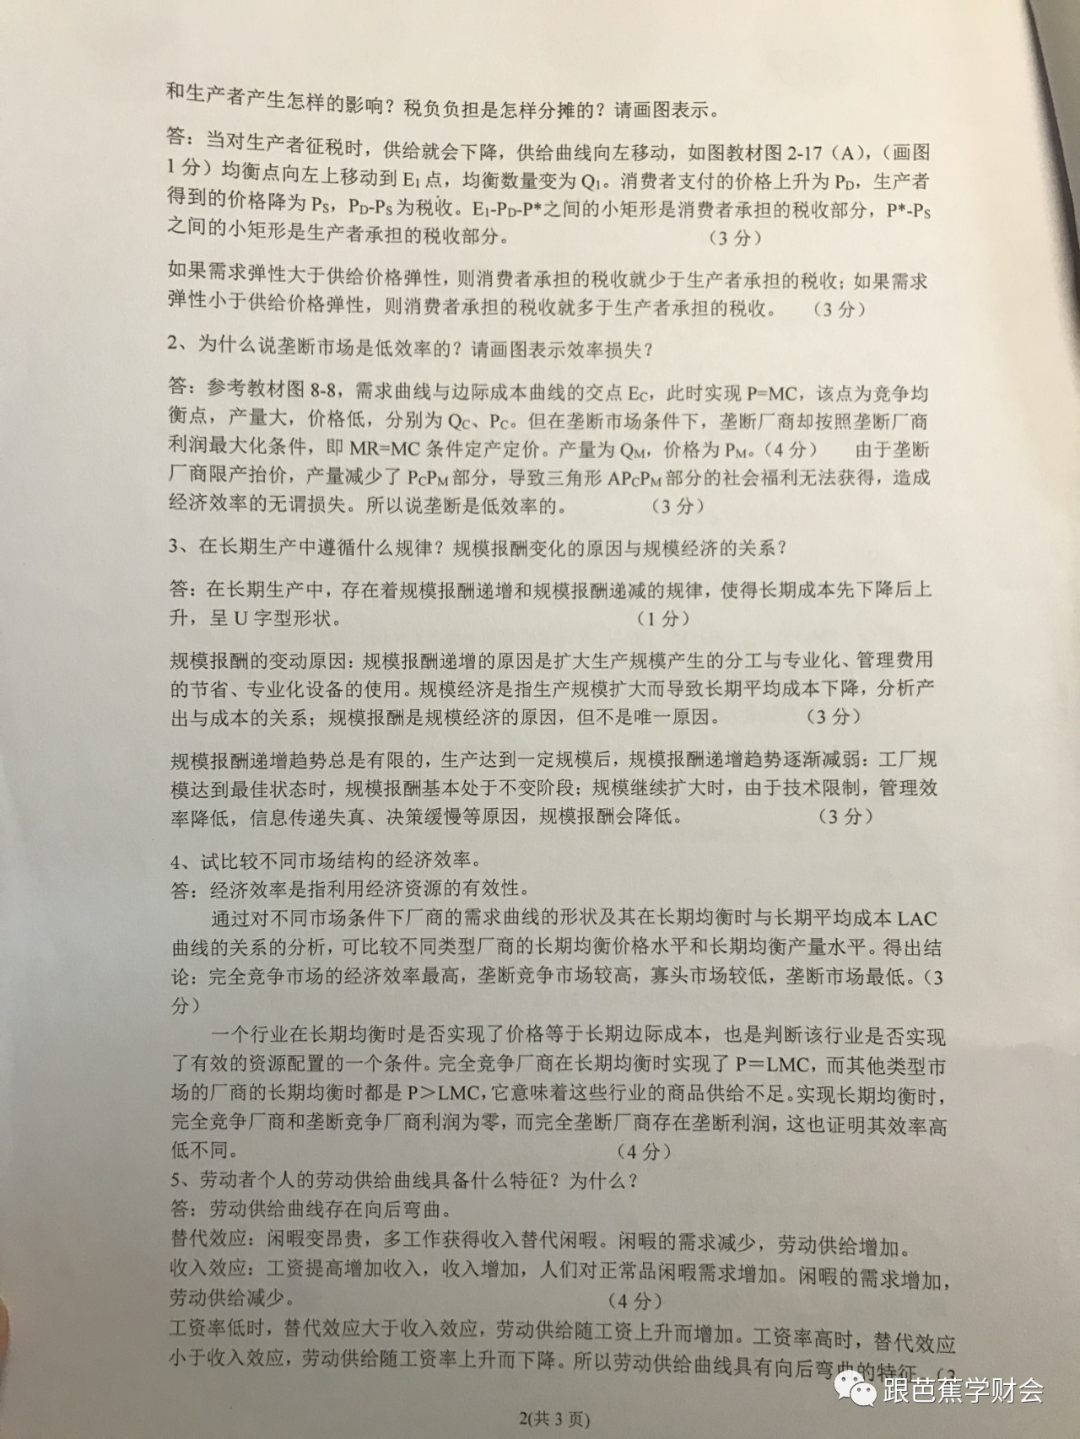 和生产者产生怎样的影响？税负负担是怎样分摊的？请画图表示。
答：当对生产者征税时，供给就会下降，供给曲线向左移动，如图教材图 2-17（A），（画图
1 分）均衡点向左上移动到 E1 点，均衡数量变为 Q1。消费者支付的价格上升为 PD，生产者
得到的价格降为 PS，PD-PS 为税收。E1-PD-P*之间的小矩形是消费者承担的税收部分，P*-PS
之间的小矩形是生产者承担的税收部分。 （3 分）
如果需求弹性大于供给价格弹性，则消费者承担的税收就少于生产者承担的税收；如果需求
弹性小于供给价格弹性，则消费者承担的税收就多于生产者承担的税收。 （3 分）
2、为什么说垄断市场是低效率的？请画图表示效率损失？
答：参考教材图 8-8，需求曲线与边际成本曲线的交点 EC，此时实现 P=MC，该点为竞争均
衡点，产量大，价格低，分别为 QC、PC。但在垄断市场条件下，垄断厂商却按照垄断厂商
利润最大化条件，即 MR=MC 条件定产定价。产量为 QM，价格为 PM。（4 分） 由于垄断
厂商限产抬价，产量减少了 PCPM 部分，导致三角形 APCPM 部分的社会福利无法获得，造成
经济效率的无谓损失。所以说垄断是低效率的。 （3 分）
3、在长期生产中遵循什么规律？规模报酬变化的原因与规模经济的关系？
答：在长期生产中，存在着规模报酬递增和规模报酬递减的规律，使得长期成本先下降后上
升，呈 U 字型形状。 （1 分）
规模报酬的变动原因：规模报酬递增的原因是扩大生产规模产生的分工与专业化、管理费用
的节省、专业化设备的使用。规模经济是指生产规模扩大而导致长期平均成本下降，分析产
出与成本的关系；规模报酬是规模经济的原因，但不是唯一原因。 （3 分）
规模报酬递增趋势总是有限的，生产达到一定规模后，规模报酬递增趋势逐渐减弱：工厂规
模达到最佳状态时，规模报酬基本处于不变阶段；规模继续扩大时，由于技术限制，管理效
率降低，信息传递失真、决策缓慢等原因，规模报酬会降低。 （3 分）
4、试比较不同市场结构的经济效率。
答：经济效率是指利用经济资源的有效性。
通过对不同市场条件下厂商的需求曲线的形状及其在长期均衡时与长期平均成本 LAC
曲线的关系的分析，可比较不同类型厂商的长期均衡价格水平和长期均衡产量水平。得出结
论：完全竞争市场的经济效率最高，垄断竞争市场较高，寡头市场较低，垄断市场最低。（3
分）
一个行业在长期均衡时是否实现了价格等于长期边际成本，也是判断该行业是否实现
了有效的资源配置的一个条件。完全竞争厂商在长期均衡时实现了 P＝LMC，而其他类型市
场的厂商的长期均衡时都是 P＞LMC，它意味着这些行业的商品供给不足。实现长期均衡时，
完全竞争厂商和垄断竞争厂商利润为零，而完全垄断厂商存在垄断利润，这也证明其效率高
低不同。 （4 分）
5、劳动者个人的劳动供给曲线具备什么特征？为什么？
答：劳动供给曲线存在向后弯曲。
替代效应：闲暇变昂贵，多工作获得收入替代闲暇。闲暇的需求减少，劳动供给增加。
收入效应：工资提高增加收入，收入增加，人们对正常品闲暇需求增加。闲暇的需求增加，
劳动供给减少。 （4 分）
工资率低时，替代效应大于收入效应，劳动供给随工资上升而增加。工资率高时，替代效应
小于收入效应，劳动供给随工资率上升而下降。所以劳动供给曲线具有向后弯曲的特征（3
跟芭蕉学财会
2(共 3 页)